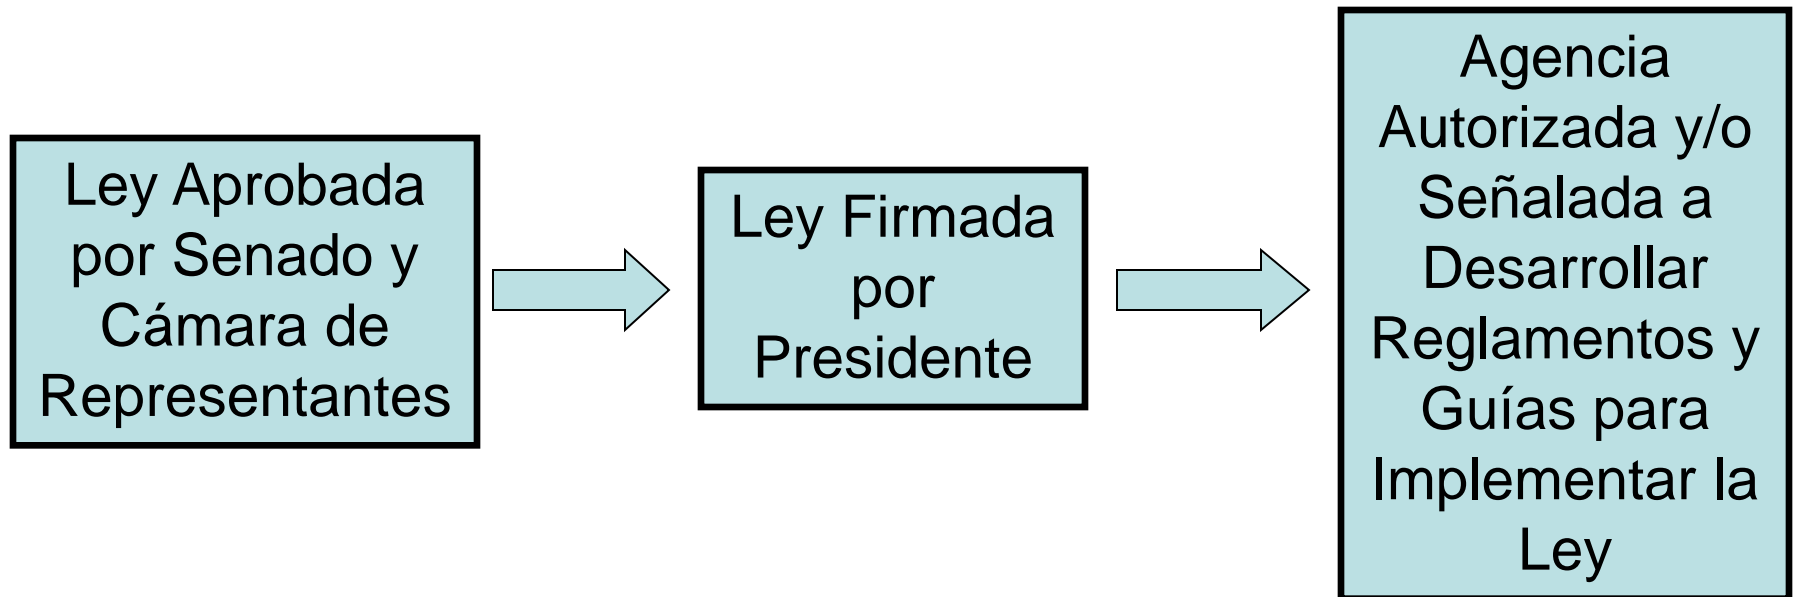 Ley Aprobada
por Senado y
Cámara de
Representantes
Ley Firmada
por
Presidente
Agencia
Autorizada y/o
Señalada a
Desarrollar
Reglamentos y
Guías para
Implementar la
Ley